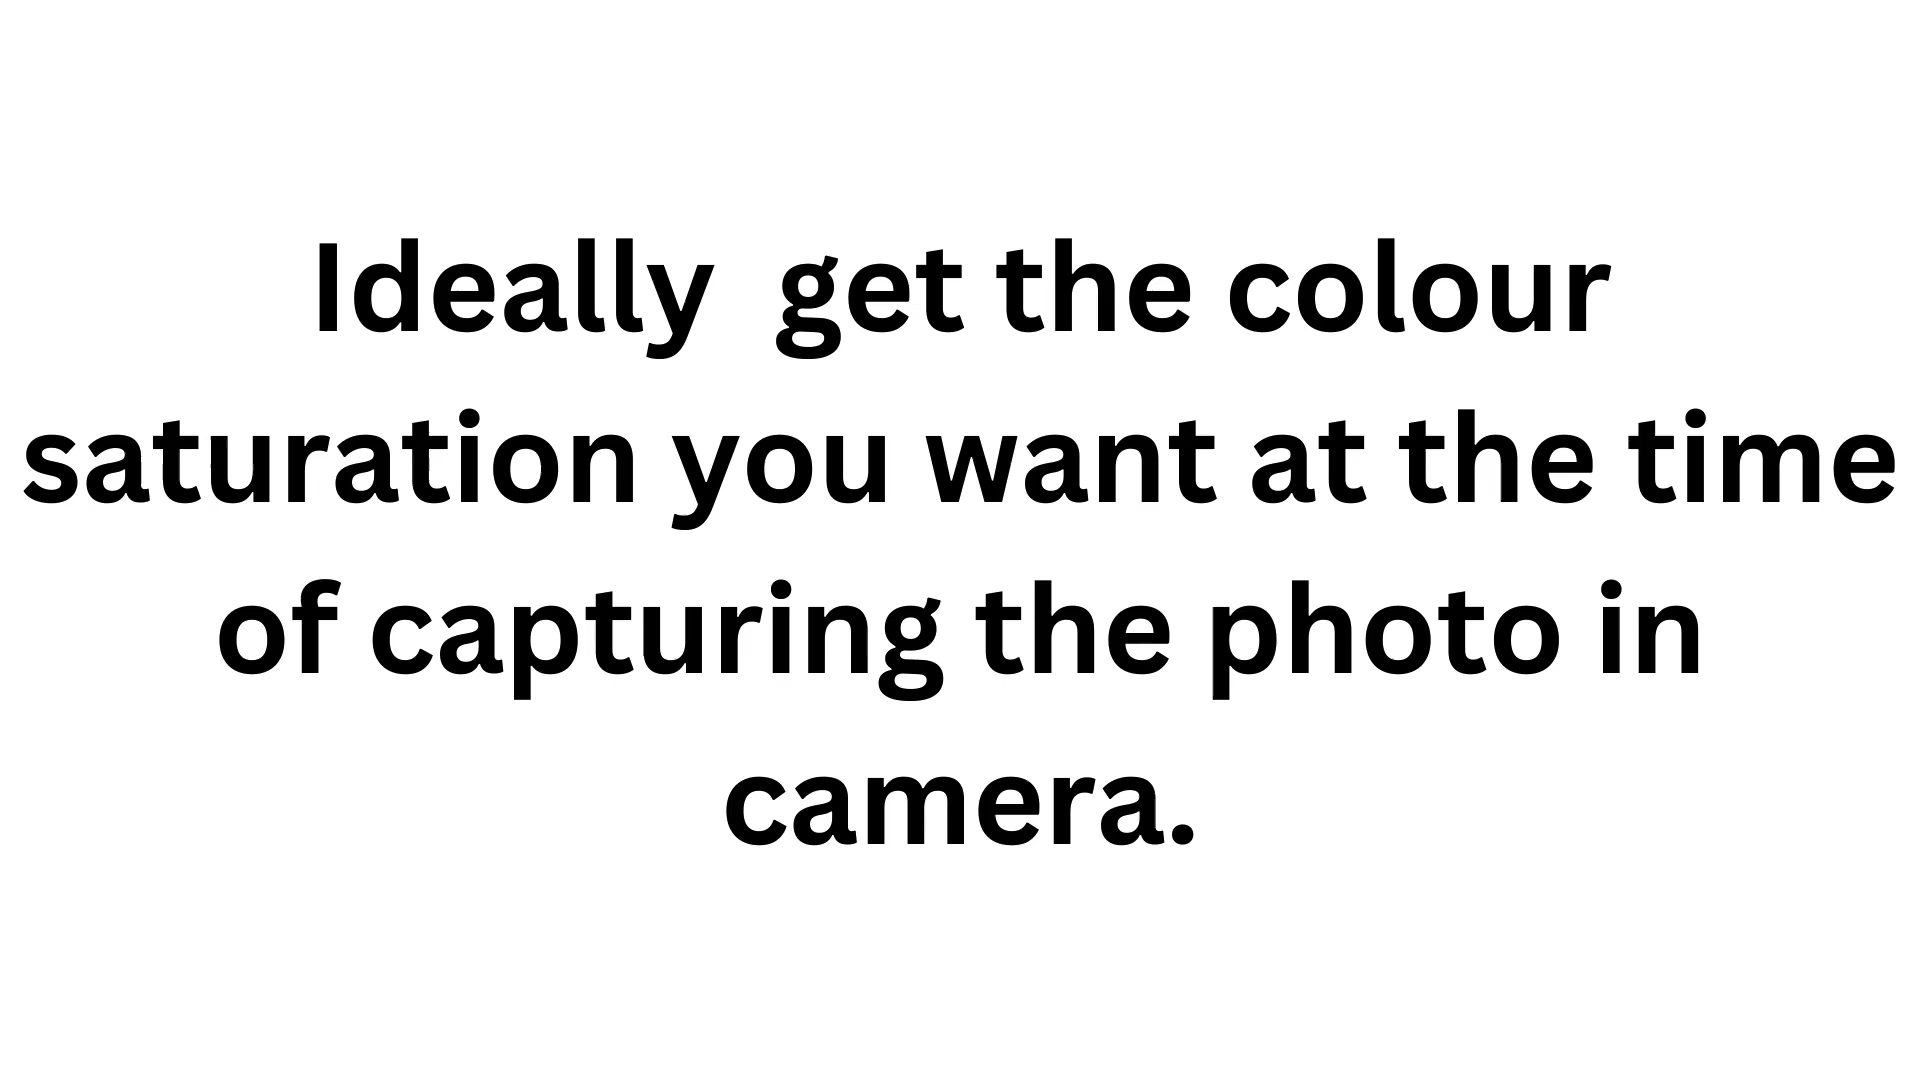 Ideally  get the colour
saturation you want at the time
of capturing the photo in
camera.